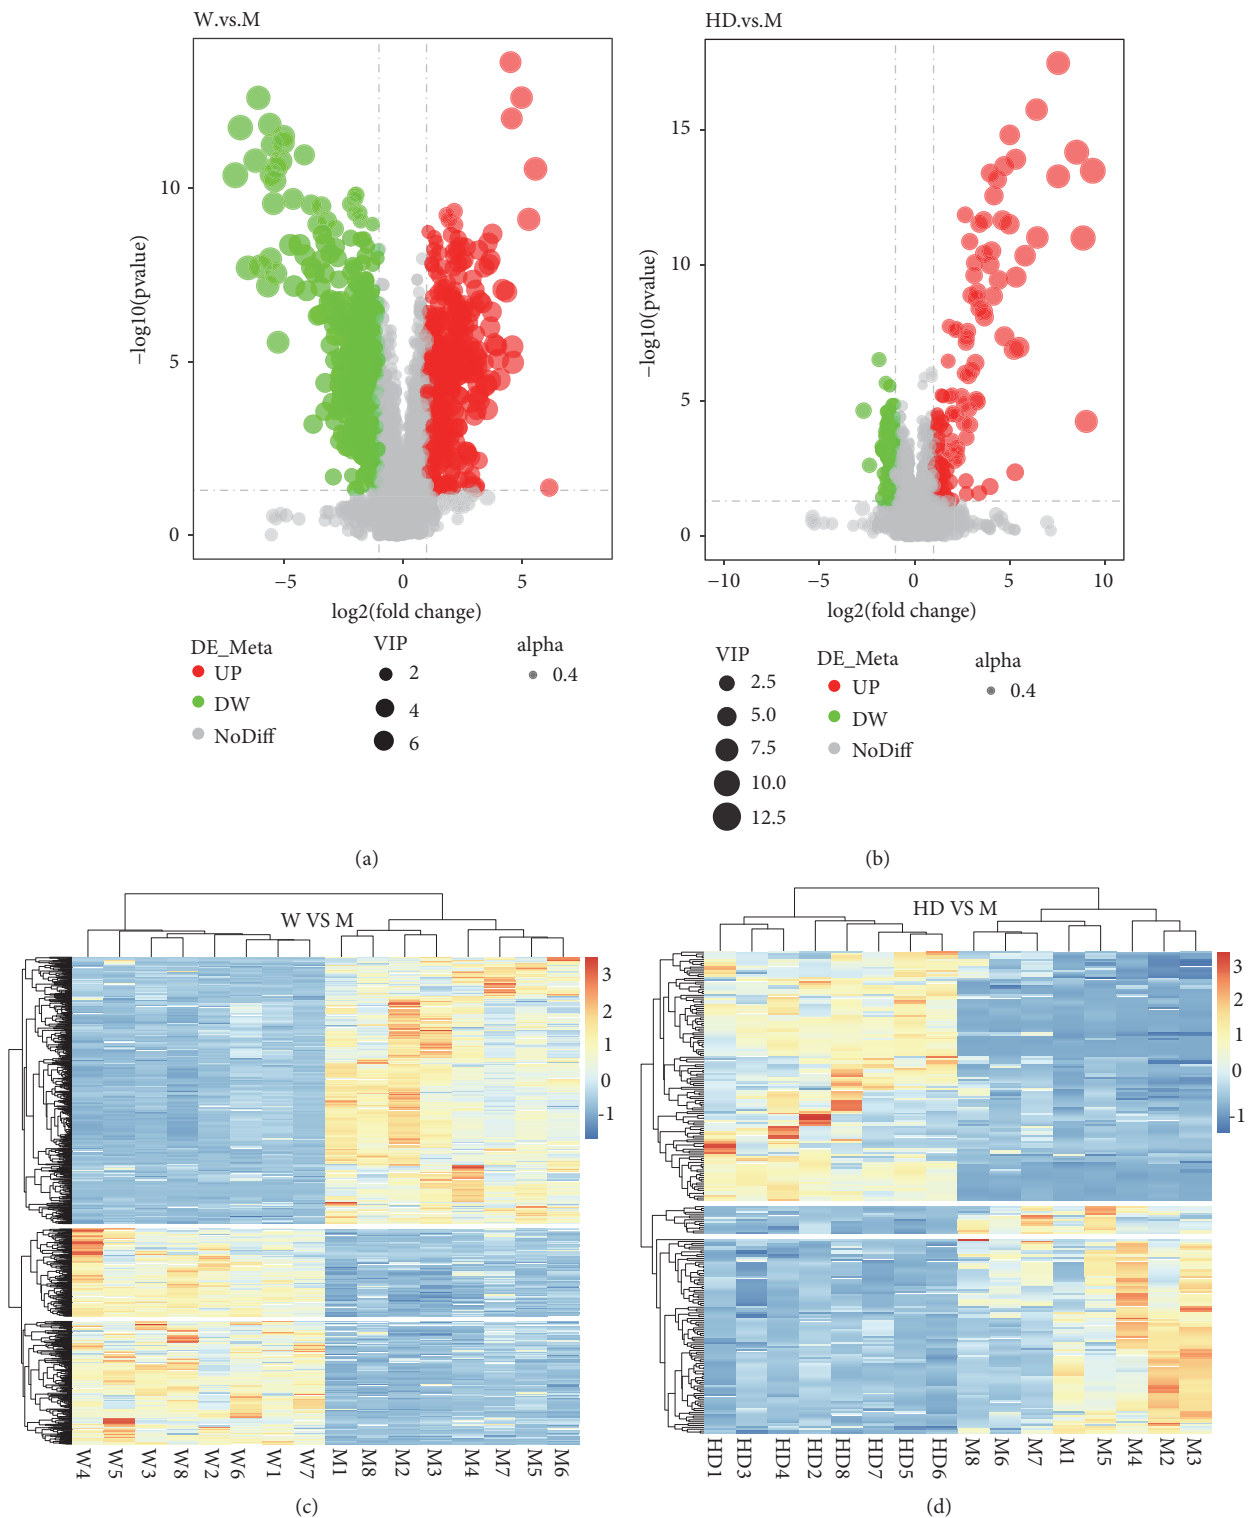 W.vs.M
−log10(pvalue)
10
5
0
−5
0
5
log2(fold change)
DE_Meta
UP
DW
NoDiff
VIP
2
4
6
alpha
0.4
(a)
HD.vs.M
−log10(pvalue)
15
10
5
0
−10
−5
0
5
10
log2(fold change)
VIP
2.5
5.0
7.5
10.0
12.5
DE_Meta
UP
DW
NoDiff
alpha
0.4
(b)
W VS M
3
2
1
0
-1
W4
W5
W3
W8
W2
W6
W1
W7
M1
M8
M2
M3
M4
M7
M5
M6
(c)
HD VS M
3
2
1
0
-1
HD1
HD3
HD4
HD2
HD8
HD7
HD5
HD6
M8
M6
M7
M1
M5
M4
M2
M3
(d)